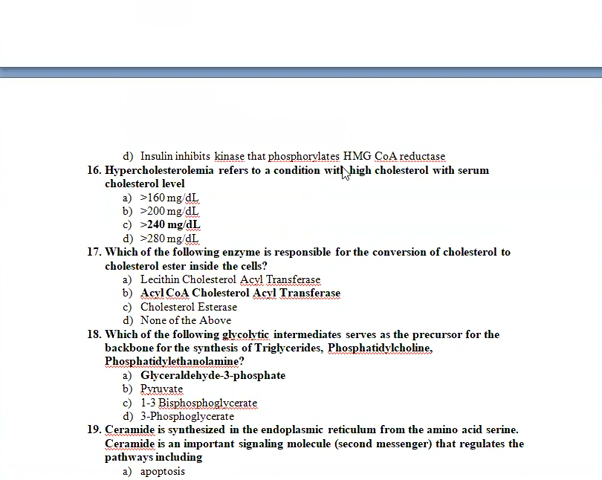 d) Insulin inhibits kinase that phosphorylates HMG CoA reductase
16. Hypercholesterolemia refers to a condition with high cholesterol with serum
cholesterol level
a) >160 mg/dL
b) >200 mg/dL
c) >240 mg/dL
d) >280 mg/dL
17. Which of the following enzyme is responsible for the conversion of cholesterol to
cholesterol ester inside the cells?
a) Lecithin Cholesterol Acyl Transferase
b) Acyl CoA Cholesterol Acyl Transferase
c) Cholesterol Esterase
d) None of the Above
18. Which of the following glycolytic intermediates serves as the precursor for the
backbone for the synthesis of Triglycerides, Phosphatidylcholine,
Phosphatidylethanolamine?
a) Glyceraldehyde-3-phosphate
b) Pyruvate
c) 1-3 Bisphosphoglycerate
d) 3-Phosphoglycerate
19. Ceramide is synthesized in the endoplasmic reticulum from the amino acid serine.
Ceramide is an important signaling molecule (second messenger) that regulates the
pathways including
a) apoptosis